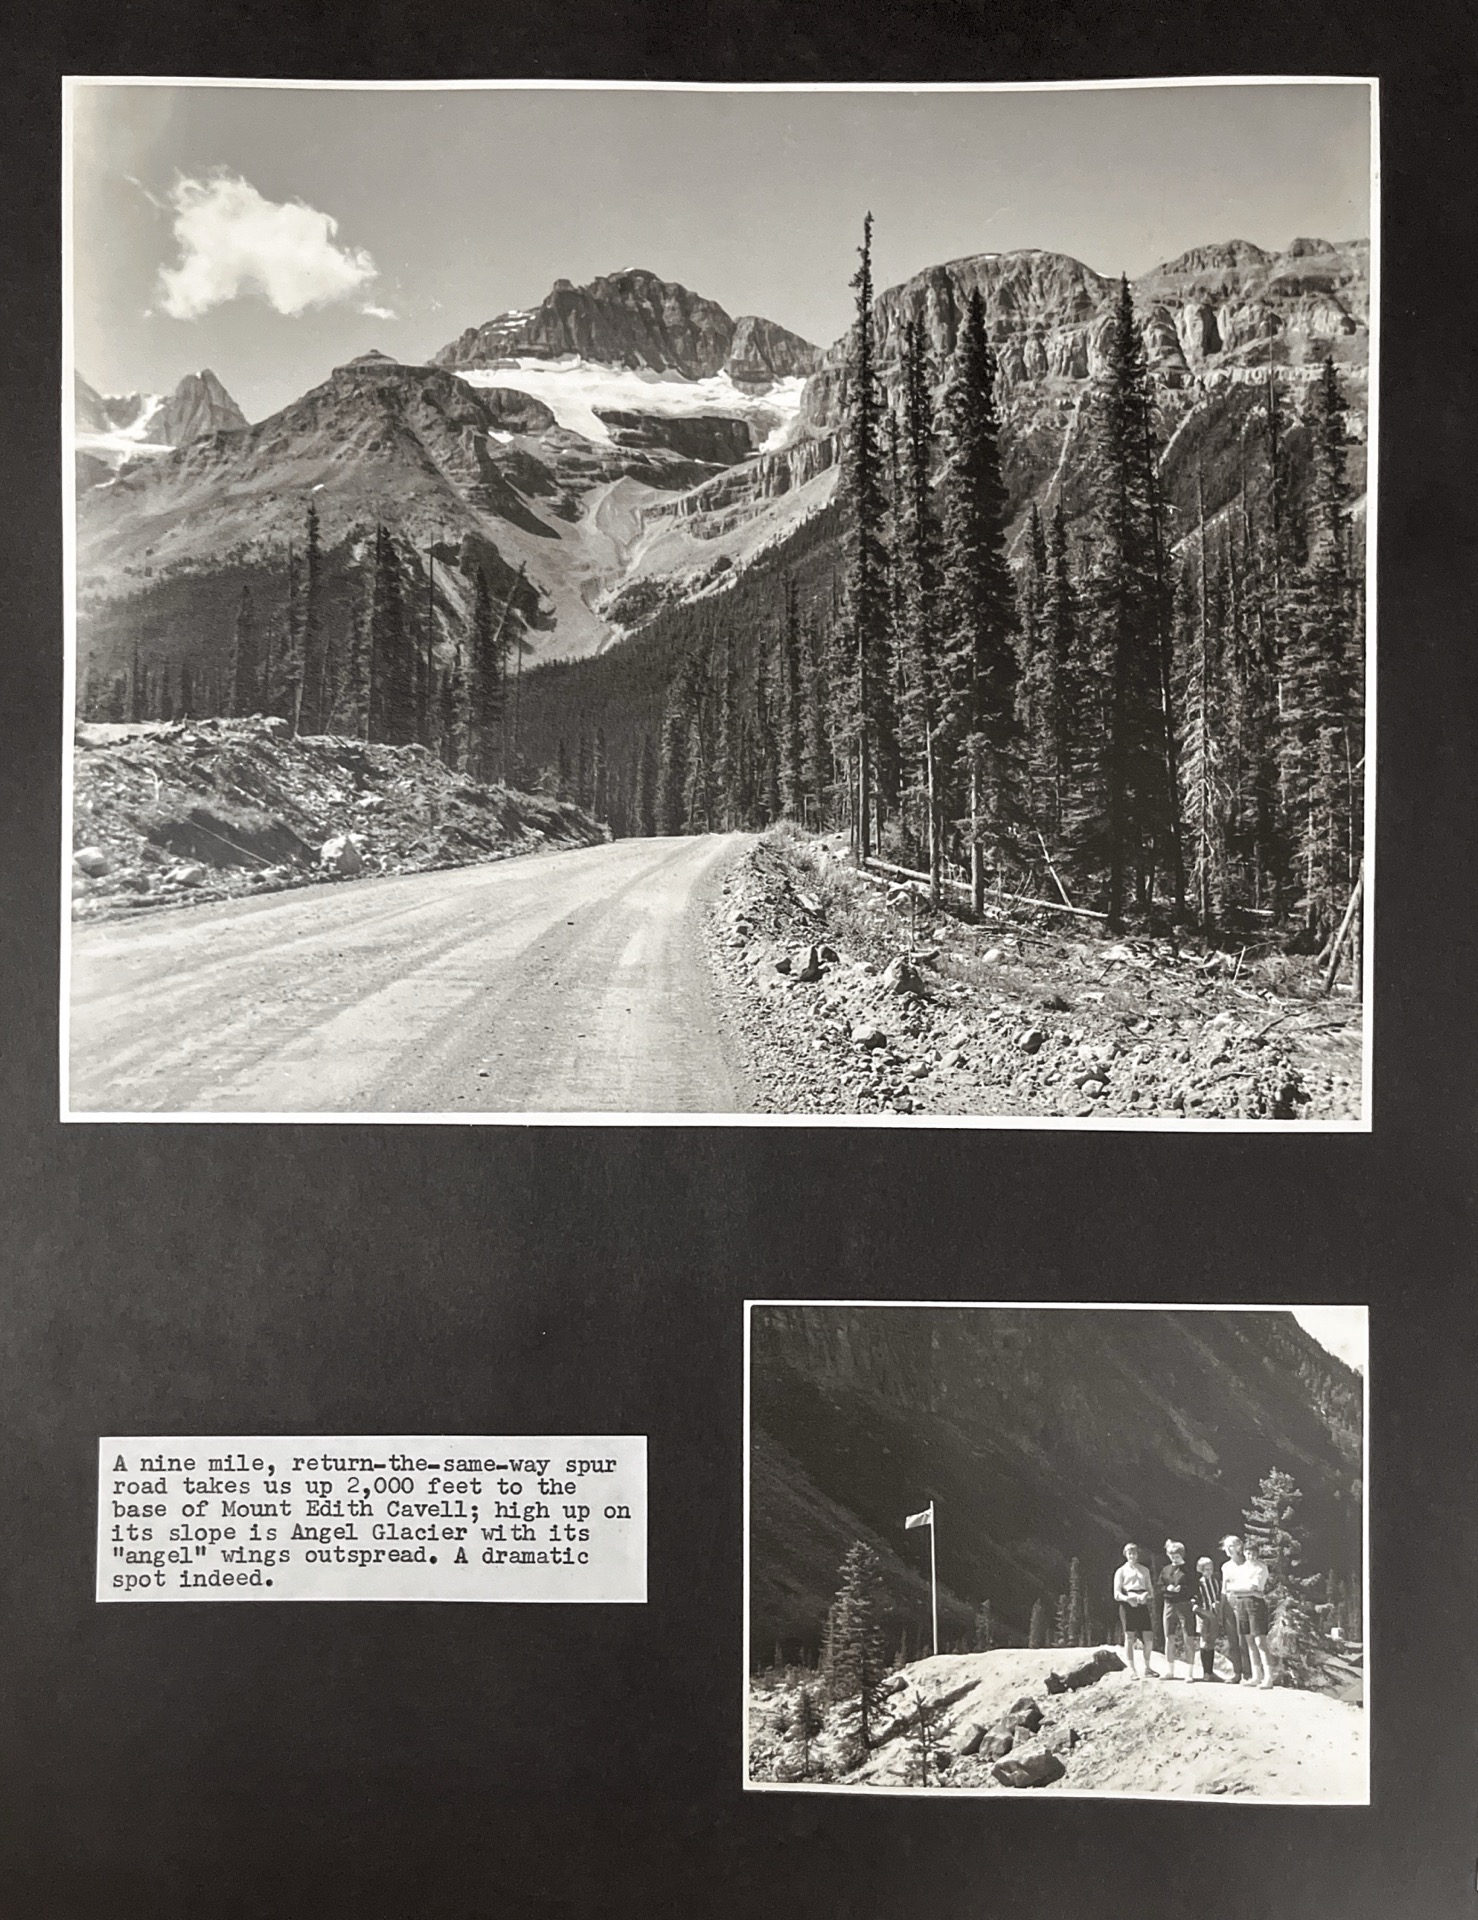 A nine mile, return-the-same-way spur
road takes us up 2,000 feet to the
base of Mount Edith Cavell; high up on
its slope is Angel Glacier with its
"angel" wings outspread. A dramatic
spot indeed.